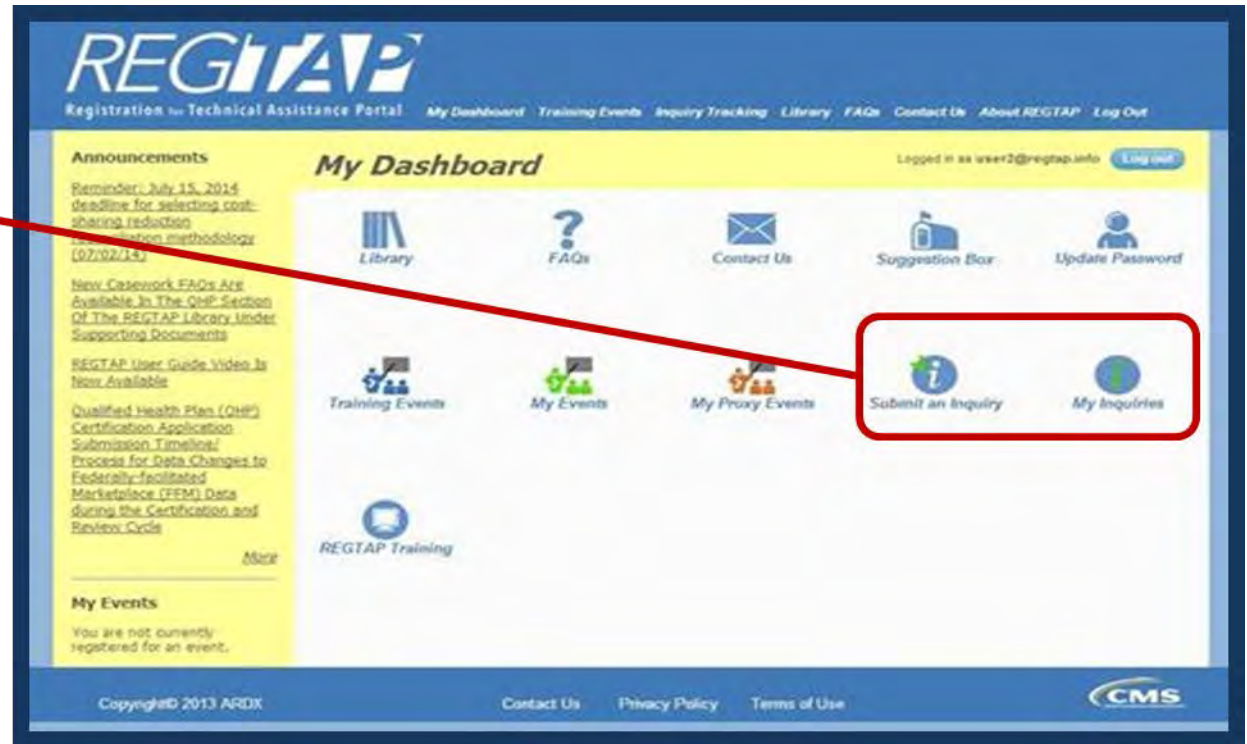 REGTAP
Registration for Technical Assistance Portal
My Dashboard Training Events Inquiry Tracking Library FAQs Contact Us About REGTAP Log Out
Announcements
Reminder: July 15, 2014
deadline for selecting cost-
sharing reduction
reconciliation methodology
(07/02/14)
New Casework FAQs Are
Available In The QHP Section
Of The REGTAP Library Under
Supporting Documents
REGTAP User Guide Video Is
Now Available
Qualified Health Plan (QHP)
Certification Application
Submission Timeline/
Process for Data Changes to
Federally-facilitated
Marketplace (FFM) Data
during the Certification and
Review Cycle
More
My Events
You are not currently
registered for an event.
My Dashboard
Logged in as user2@regtap.info Log out
Library FAQs Contact Us Suggestion Box Update Password
Training Events My Events My Proxy Events Submit an Inquiry My Inquiries
REGTAP Training
Copyright© 2013 ARDX Contact Us Privacy Policy Terms of Use CMS